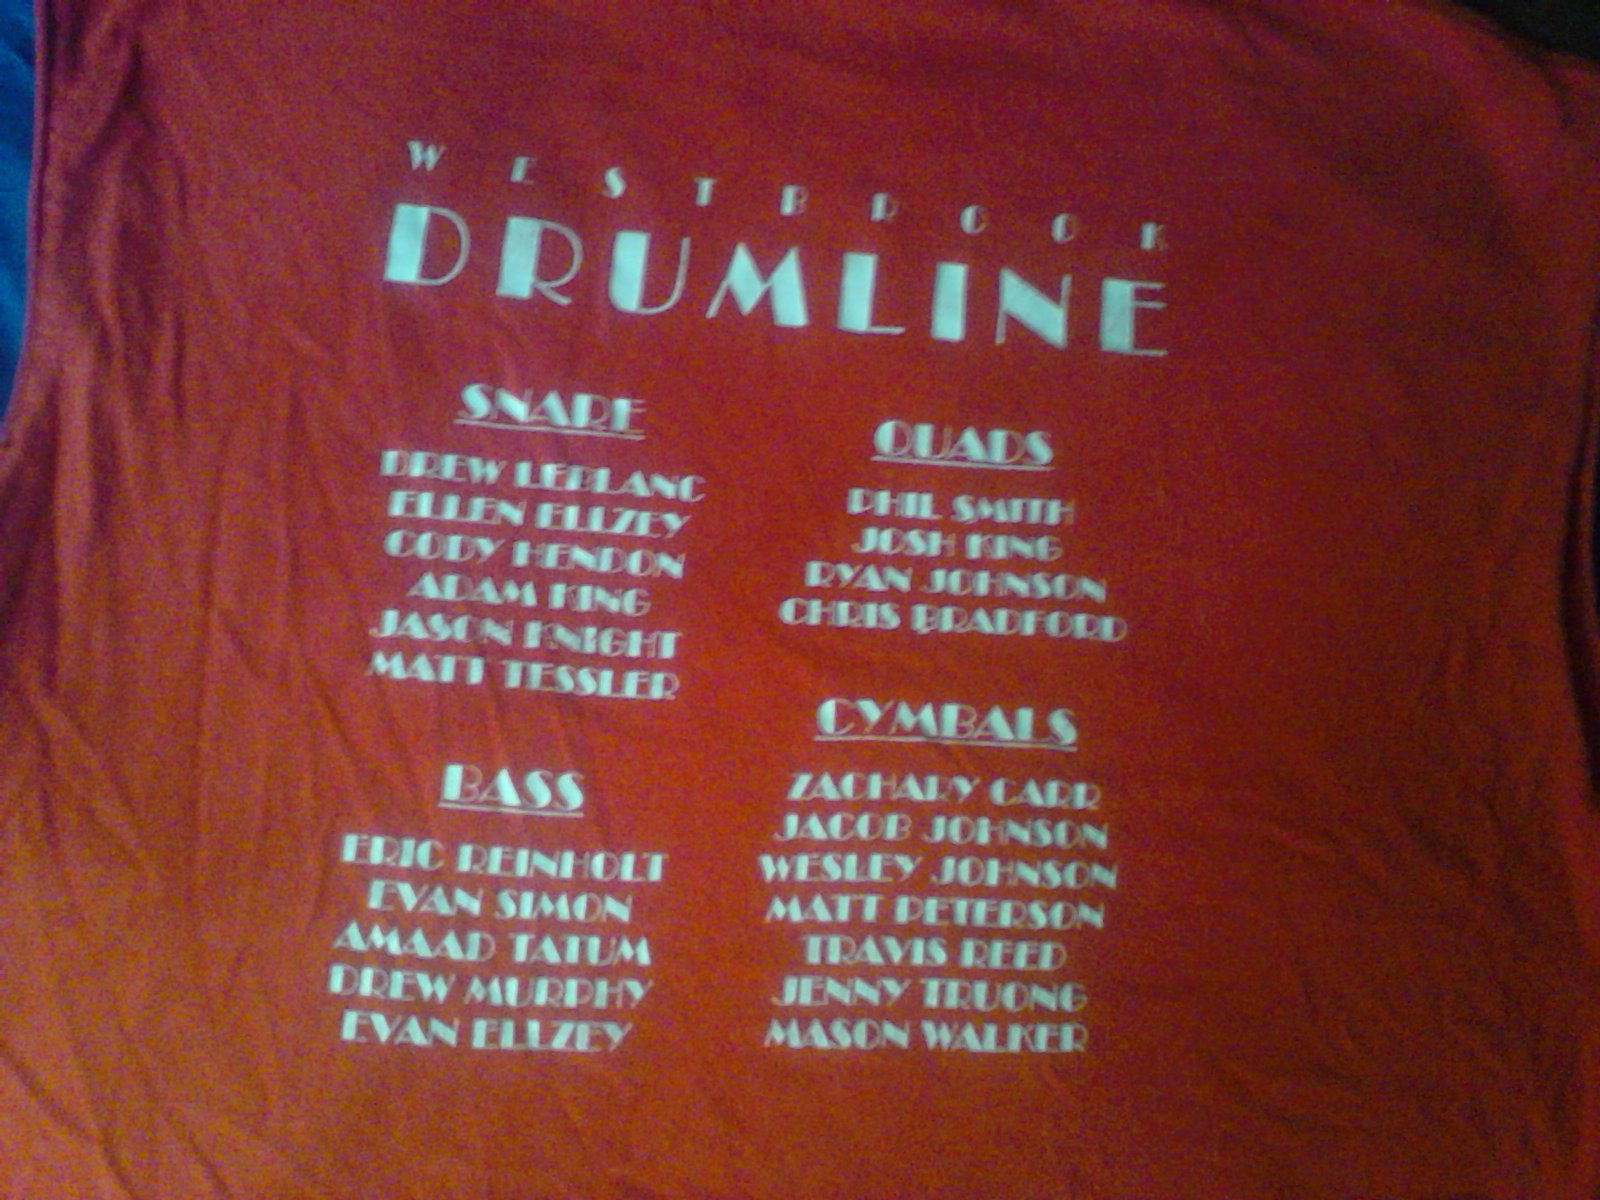 WESTBROOK
DRUMLINE
SNARE
DREW LEBLANC
ELLEN ELLZEY
CODY HENDON
ADAM KING
JASON KNIGHT
MATT TESSLER
BASS
ERIC REINHOLT
EVAN SIMON
AMAAD TATUM
DREW MURPHY
EVAN ELLZEY
QUADS
PHIL SMITH
JOSH KING
RYAN JOHNSON
CHRIS BRADFORD
CYMBALS
ZACHARY CARR
JACOB JOHNSON
WESLEY JOHNSON
MATT PETERSON
TRAVIS REED
JENNY TRUONG
MASON WALKER